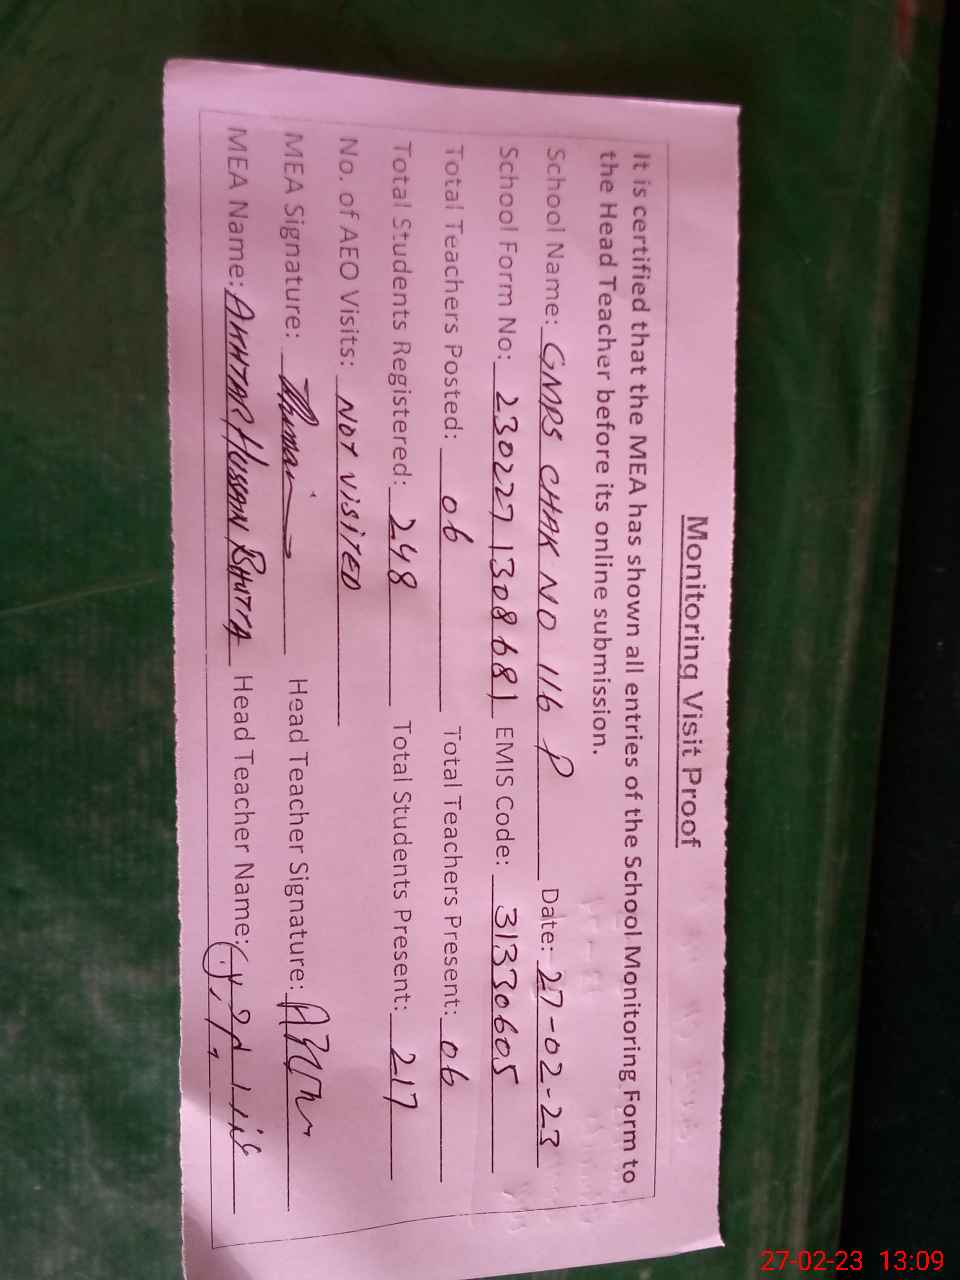 Monitoring Visit Proof
It is certified that the MEA has shown all entries of the School Monitoring Form to
the Head Teacher before its online submission.
School Name: GMPS CHAK NO 116 P Date: 27-02-23
School Form No: 2302271308681 EMIS Code: 31330605
Total Teachers Posted: 06 Total Teachers Present: 06
Total Students Registered: 248 Total Students Present: 217
No. of AEO Visits: NOT VISITED
MEA Signature: Head Teacher Signature:
MEA Name: AKHTAR HUSSAN BHUTTA Head Teacher Name:
27-02-23 13:09